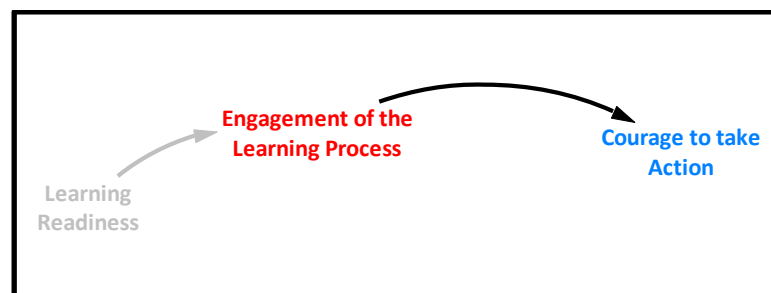 Engagement of the
Learning Process
Courage to take
Action
Learning
Readiness